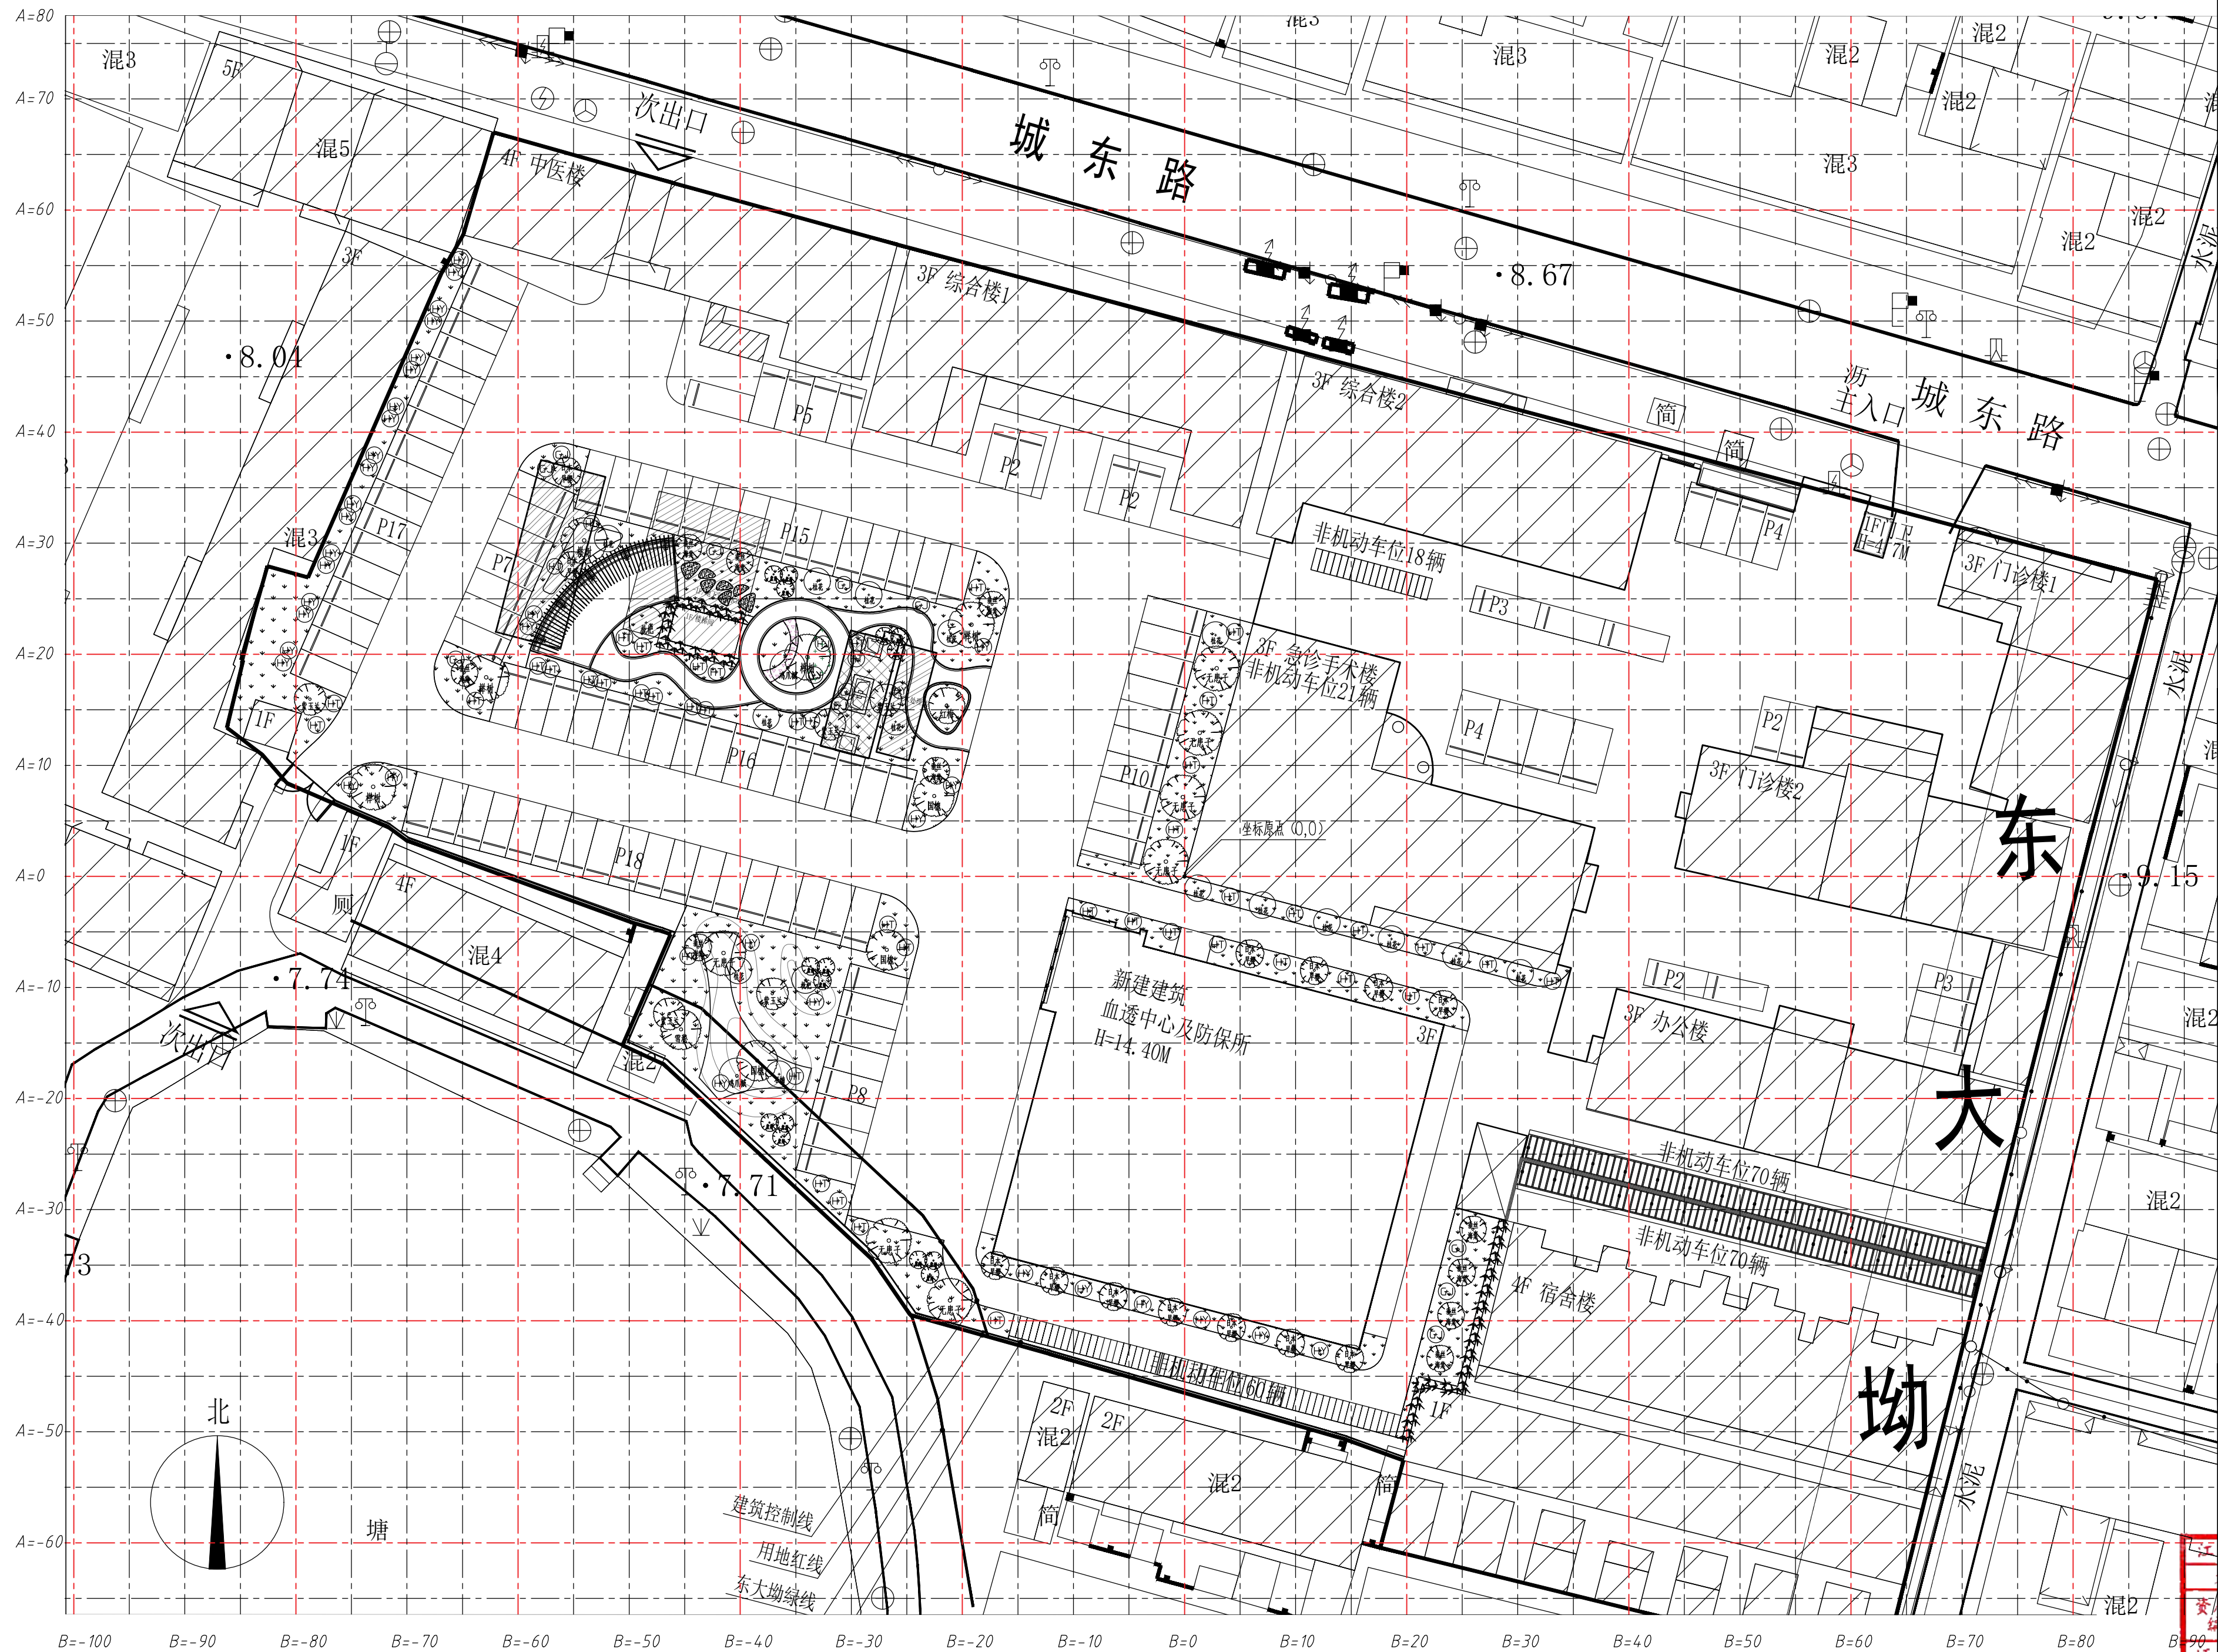 A=80
A=70
A=60
A=50
A=40
A=30
A=20
A=10
A=0
A=-10
A=-20
A=-30
A=-40
A=-50
A=-60
混3
5F
混5
次出口
4F 中医楼
城东路
混3
混3
混2
混2
混2
混3
混2
混2
水泥
3F
8.04
3F 综合楼1
8.67
3F 综合楼2
沥
主入口
城东路
简
简
P5
P2
P2
P4
1F门卫
H=4.7M
3F 门诊楼1
混3
P17
P7
P15
非机动车位18辆
P3
水泥
3F 急诊手术楼
非机动车位21辆
P10
P4
P2
3F 门诊楼2
1F
P16
坐标原点 (0,0)
东
9.15
1F
P18
厕
4F
混4
7.74
次出口
混2
P8
新建建筑
血透中心及防保所
H=14.40M
3F
P2
3F 办公楼
P3
混2
大
7.71
非机动车位70辆
非机动车位70辆
混2
73
4F 宿舍楼
非机动车位60辆
1F
坳
北
2F
混2
2F
混2
简
简
水泥
塘
建筑控制线
用地红线
东大坳绿线
混2
B=-100
B=-90
B=-80
B=-70
B=-60
B=-50
B=-40
B=-30
B=-20
B=-10
B=0
B=10
B=20
B=30
B=40
B=50
B=60
B=70
B=80
B=90